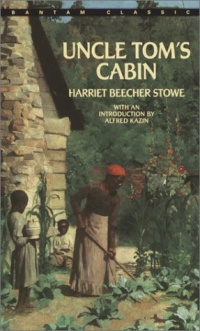 BANTAM CLASSIC
UNCLE TOM'S
CABIN
HARRIET BEECHER STOWE
WITH AN
INTRODUCTION BY
ALFRED KAZIN